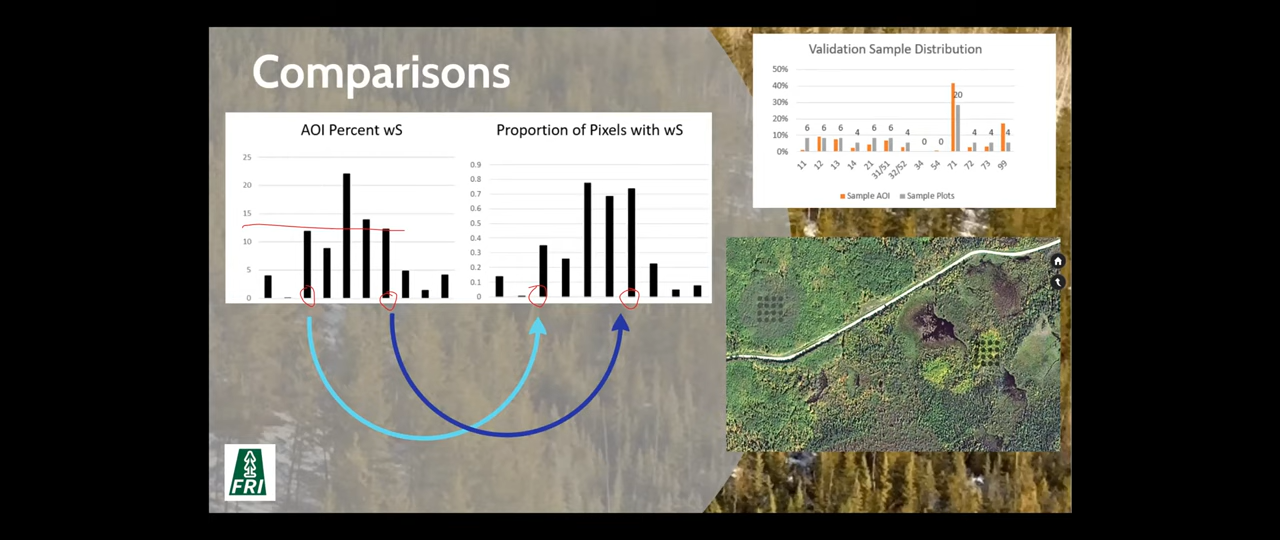 Comparisons
AOI Percent wS
25
20
15
10
5
0
Proportion of Pixels with wS
0.9
0.8
0.7
0.6
0.5
0.4
0.3
0.2
0.1
0
Validation Sample Distribution
50%
40%
30%
20%
10%
0%
6 6 6 4 6 6 4 0 0 20 4 4 4
11 12 13 14 21 31/51 32/52 34 54 71 72 73 99
Sample AOI Sample Plots
FRI